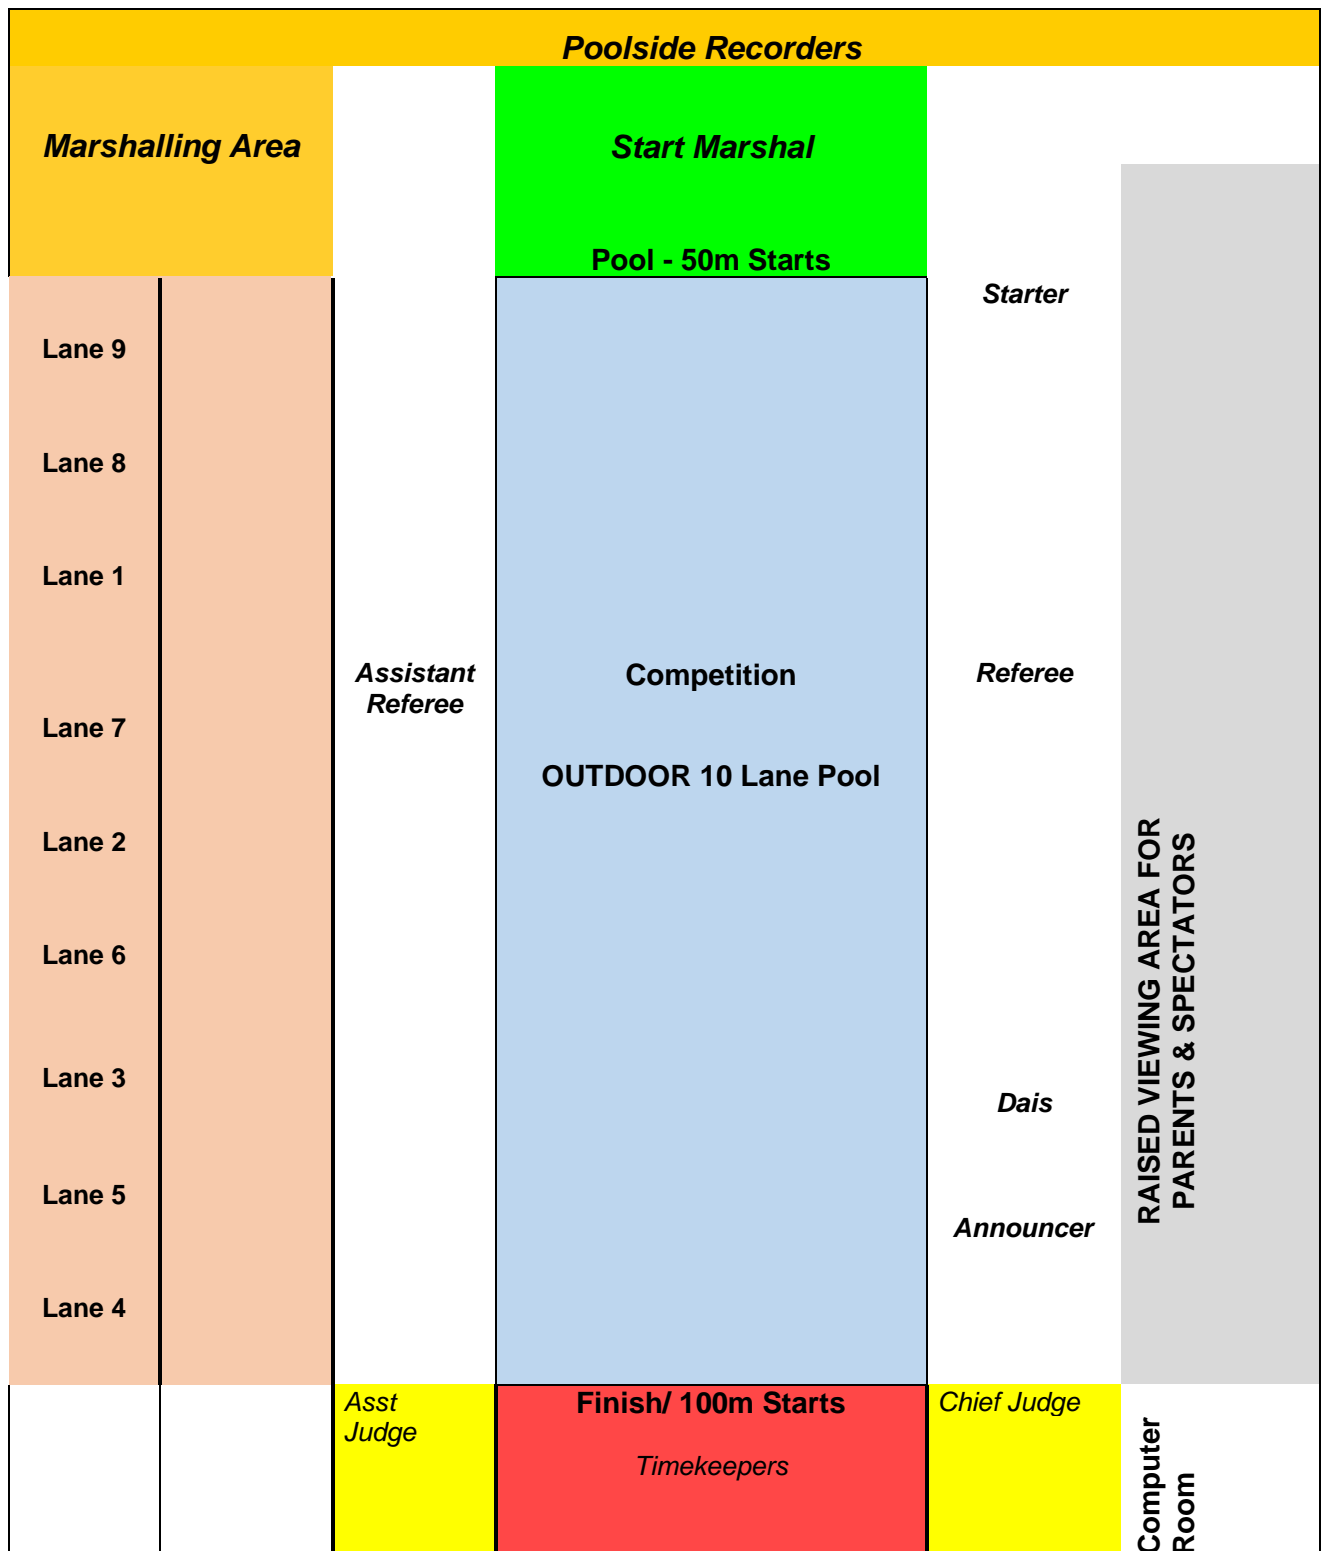 Poolside Recorders
Marshalling Area
Start Marshal
Pool - 50m Starts
Starter
Lane 9
Lane 8
Lane 1
Assistant
Referee
Competition
Referee
Lane 7
OUTDOOR 10 Lane Pool
Lane 2
Lane 6
Lane 3
Dais
Lane 5
Announcer
Lane 4
RAISED VIEWING AREA FOR
PARENTS & SPECTATORS
Asst
Judge
Finish/ 100m Starts
Timekeepers
Chief Judge
Computer
Room